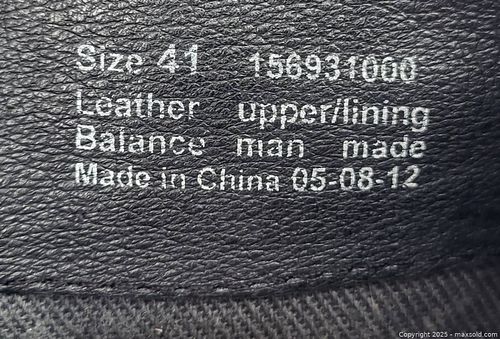 Size 41 156931000
Leather upper/lining
Balance man made
Made in China 05-08-12
Copyright 2025 - maxsold.com